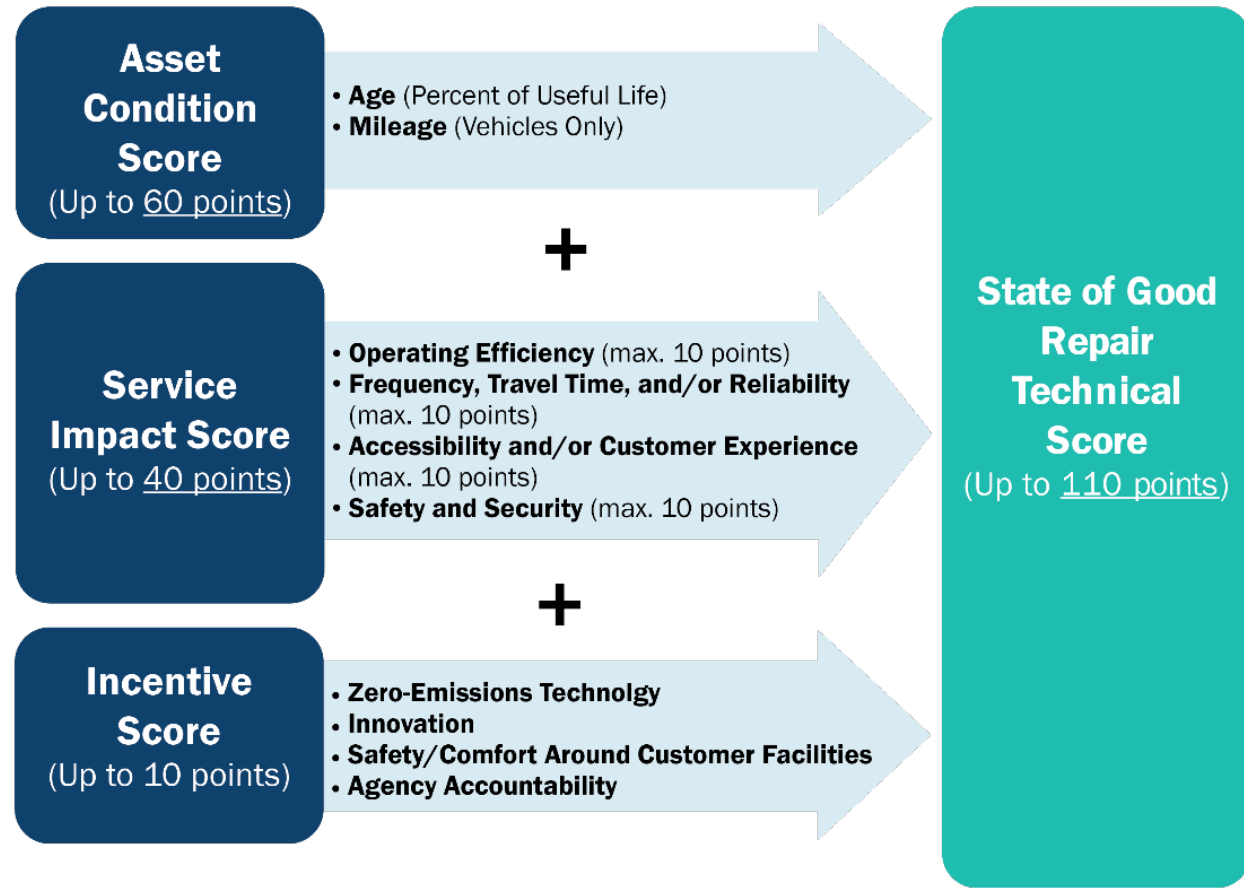 Asset
Condition
Score
(Up to 60 points)
• Age (Percent of Useful Life)
• Mileage (Vehicles Only)
+
Service
Impact Score
(Up to 40 points)
• Operating Efficiency (max. 10 points)
• Frequency, Travel Time, and/or Reliability
(max. 10 points)
• Accessibility and/or Customer Experience
(max. 10 points)
• Safety and Security (max. 10 points)
+
Incentive
Score
(Up to 10 points)
• Zero-Emissions Technolgy
• Innovation
• Safety/Comfort Around Customer Facilities
• Agency Accountability
State of Good
Repair
Technical
Score
(Up to 110 points)